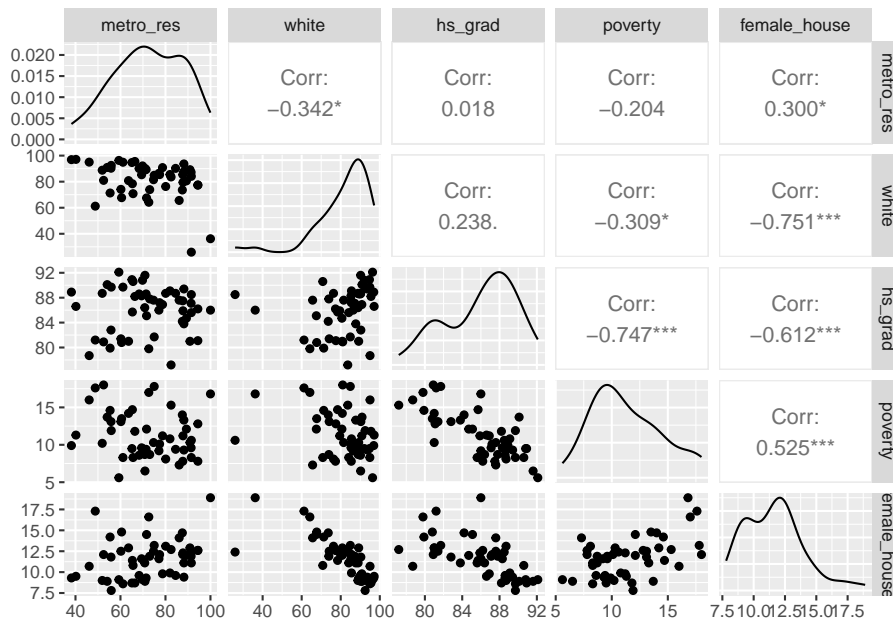 metro_res white hs_grad poverty female_house
0.020
0.015
0.010
0.005
0.000
Corr:
−0.342*
Corr:
0.018
Corr:
−0.204
Corr:
0.300*
metro_res
100
80
60
40
Corr:
0.238.
Corr:
−0.309*
Corr:
−0.751***
white
92
88
84
80
Corr:
−0.747***
Corr:
−0.612***
hs_grad
15
10
5
Corr:
0.525***
poverty
17.5
15.0
12.5
10.0
7.5
emale_house
40 60 80 100 40 60 80 100 80 84 88 92 5 10 15 7.5 10.0 12.5 15.0 17.5